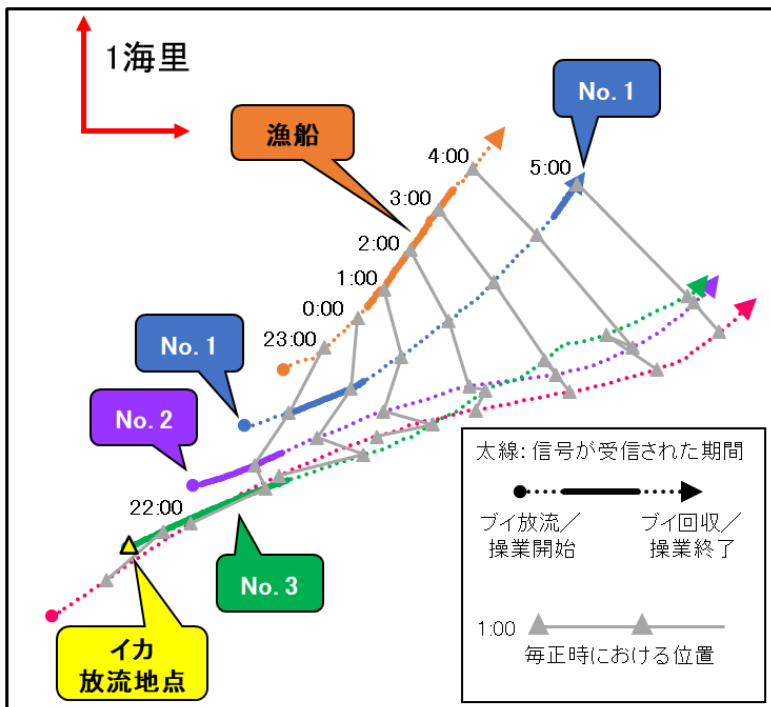 1海里
No. 1
漁船
4:00
5:00
3:00
2:00
1:00
0:00
23:00
No. 1
No. 2
22:00
No. 3
イカ
放流地点
太線：信号が受信された期間
ブイ放流／
操業開始
ブイ回収／
操業終了
1:00
毎正時における位置